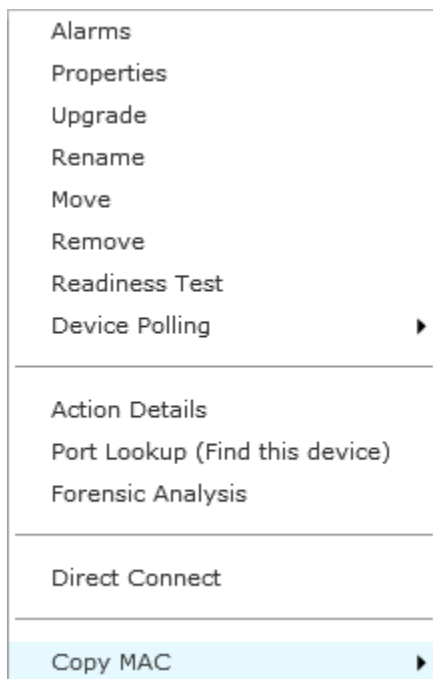 Alarms
Properties
Upgrade
Rename
Move
Remove
Readiness Test
Device Polling
Action Details
Port Lookup (Find this device)
Forensic Analysis
Direct Connect
Copy MAC